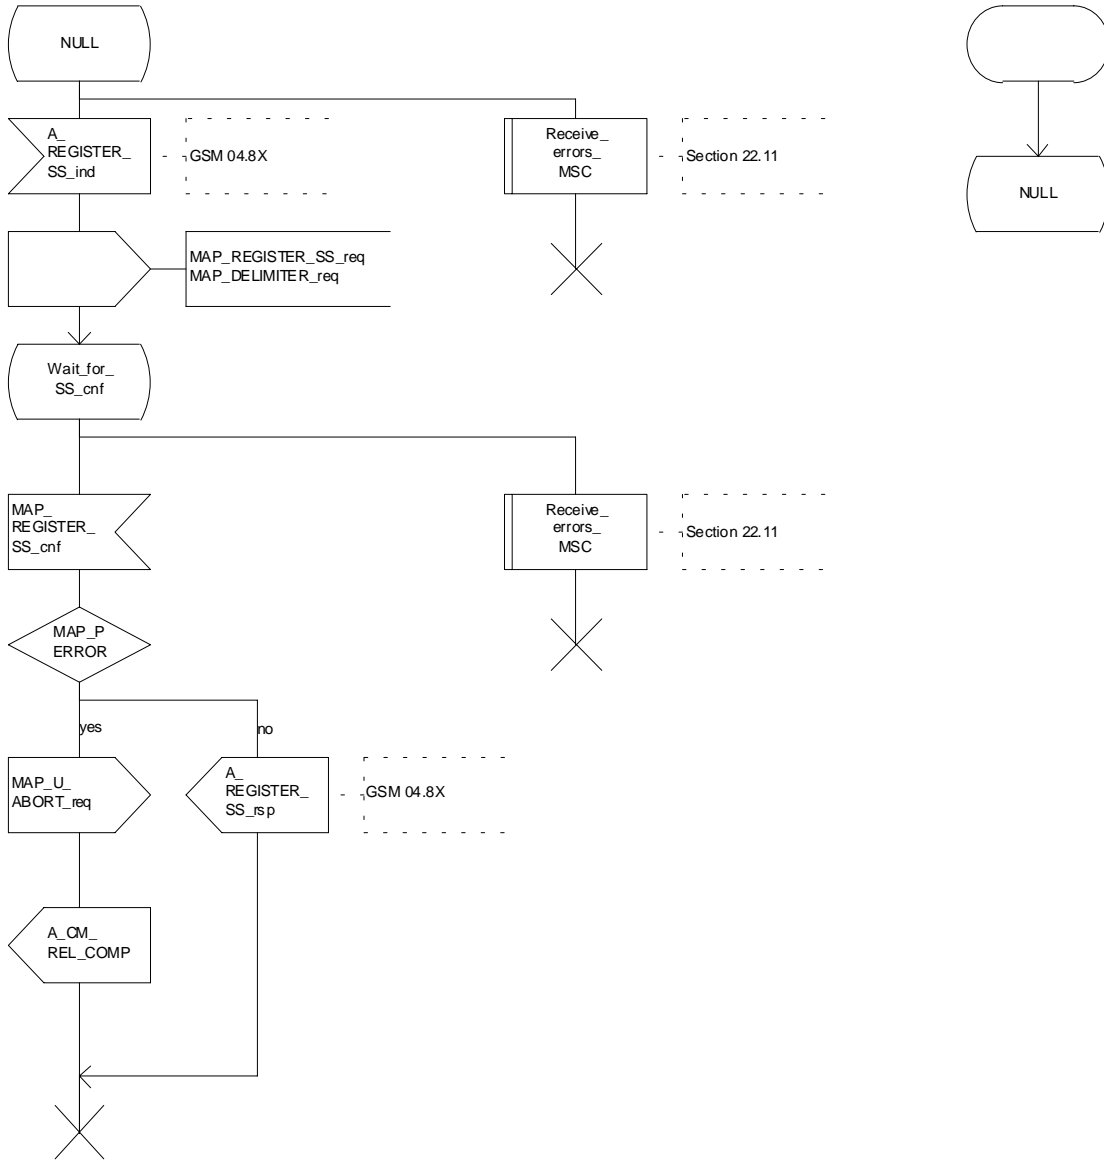 NULL
A_
REGISTER_
SS_ind
GSM 04.8X
Receive_
errors_
MSC
Section 22.11
NULL
MAP_REGISTER_SS_req
MAP_DELIMITER_req
Wait_for_
SS_cnf
MAP_
REGISTER_
SS_cnf
Receive_
errors_
MSC
Section 22.11
MAP_P
ERROR
yes
no
MAP_U_
ABORT_req
A_
REGISTER_
SS_rsp
GSM 04.8X
A_CM_
REL_COMP